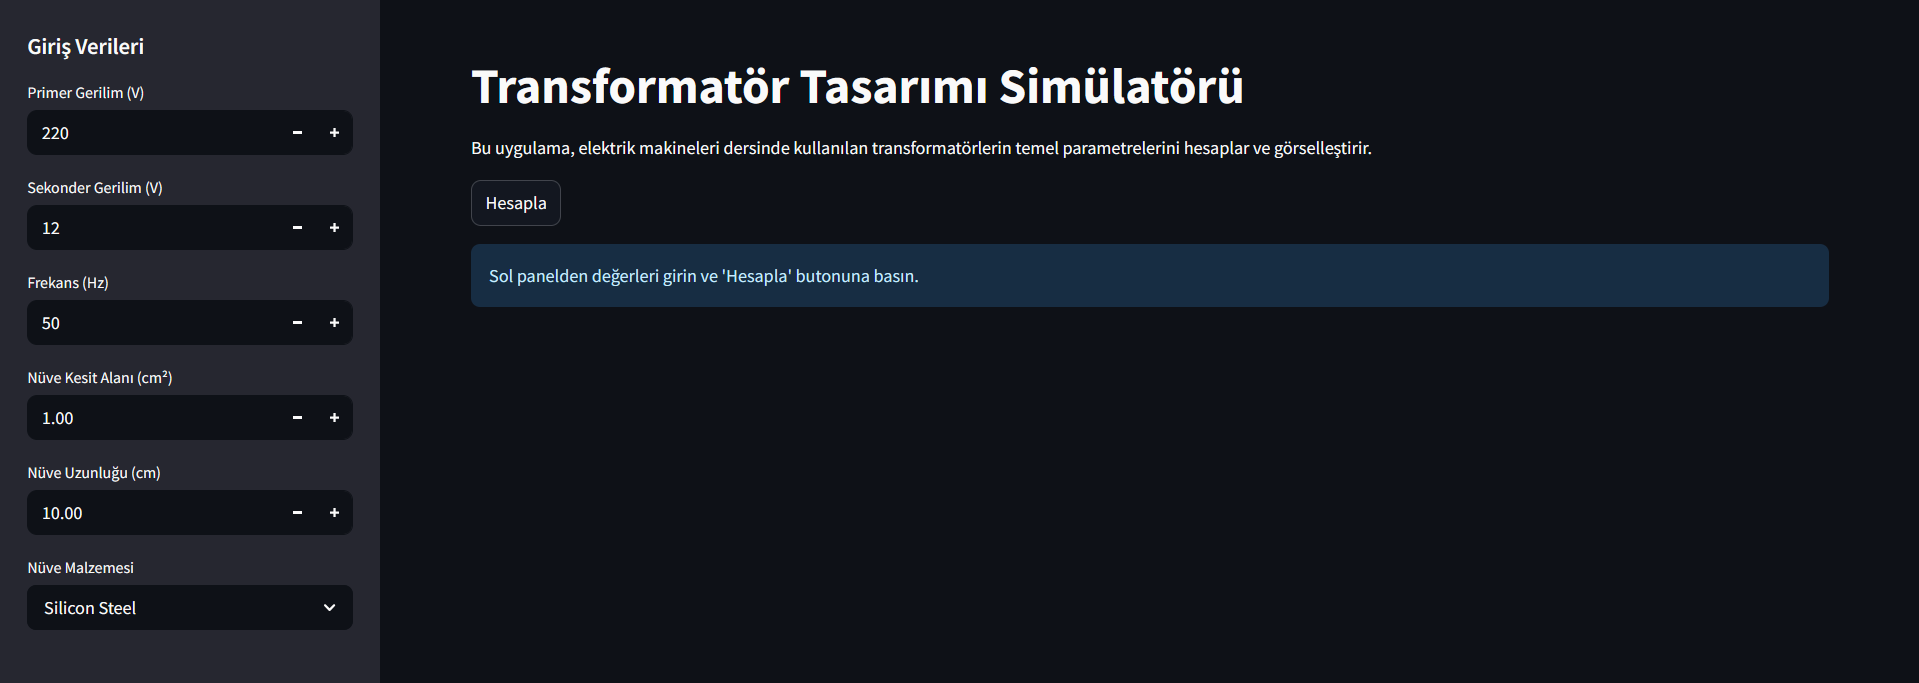 Giriş Verileri
Primer Gerilim (V)
220
Sekonder Gerilim (V)
12
Frekans (Hz)
50
Nüve Kesit Alanı (cm²)
1.00
Nüve Uzunluğu (cm)
10.00
Nüve Malzemesi
Silicon Steel
Transformatör Tasarımı Simülatörü
Bu uygulama, elektrik makineleri dersinde kullanılan transformatörlerin temel parametrelerini hesaplar ve görselleştirir.
Hesapla
Sol panelden değerleri girin ve 'Hesapla' butonuna basın.